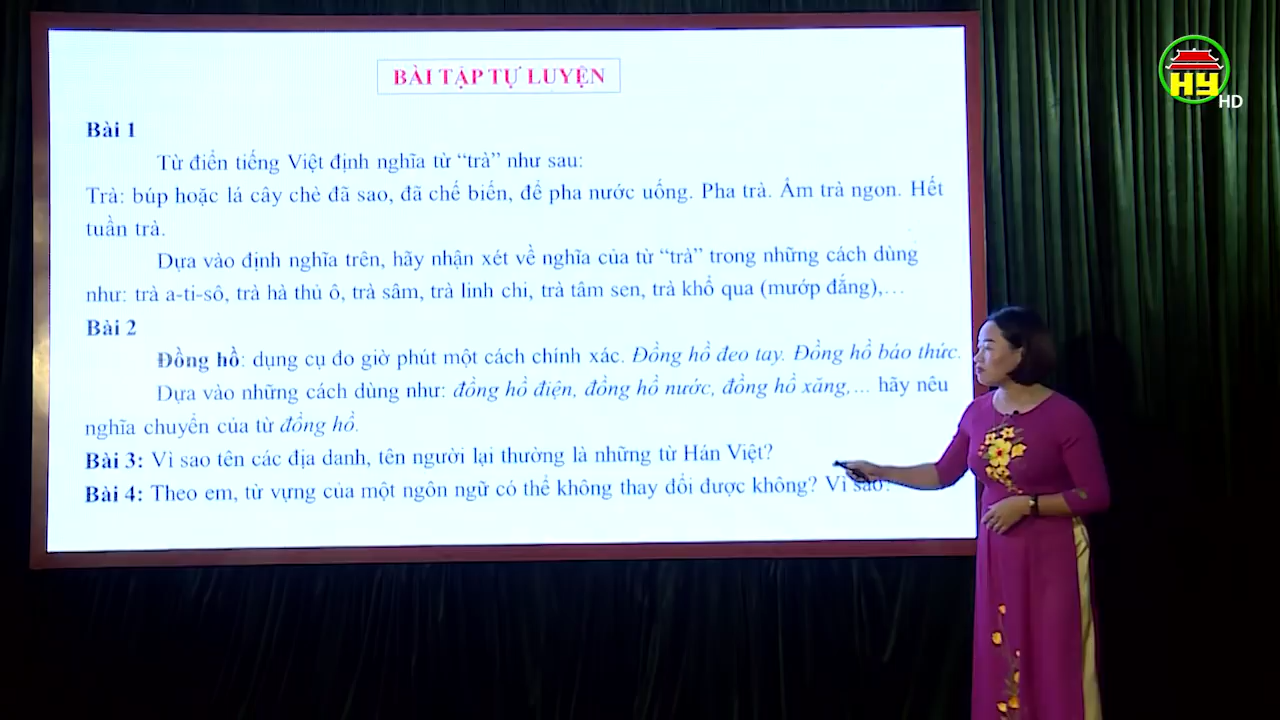 BÀI TẬP TỰ LUYỆN
Bài 1
Từ điển tiếng Việt định nghĩa từ “trà” như sau:
Trà: búp hoặc lá cây chè đã sao, đã chế biến, để pha nước uống. Pha trà. Ấm trà ngon. Hết
tuần trà.
Dựa vào định nghĩa trên, hãy nhận xét về nghĩa của từ “trà” trong những cách dùng
như: trà a-ti-sô, trà hà thủ ô, trà sâm, trà linh chi, trà tâm sen, trà khổ qua (mướp đắng),…
Bài 2
Đồng hồ: dụng cụ đo giờ phút một cách chính xác. Đồng hồ đeo tay. Đồng hồ báo thức.
Dựa vào những cách dùng như: đồng hồ điện, đồng hồ nước, đồng hồ xăng,… hãy nêu
nghĩa chuyển của từ đồng hồ.
Bài 3: Vì sao tên các địa danh, tên người lại thường là những từ Hán Việt?
Bài 4: Theo em, từ vựng của một ngôn ngữ có thể không thay đổi được không? Vì sao?
HY
HD